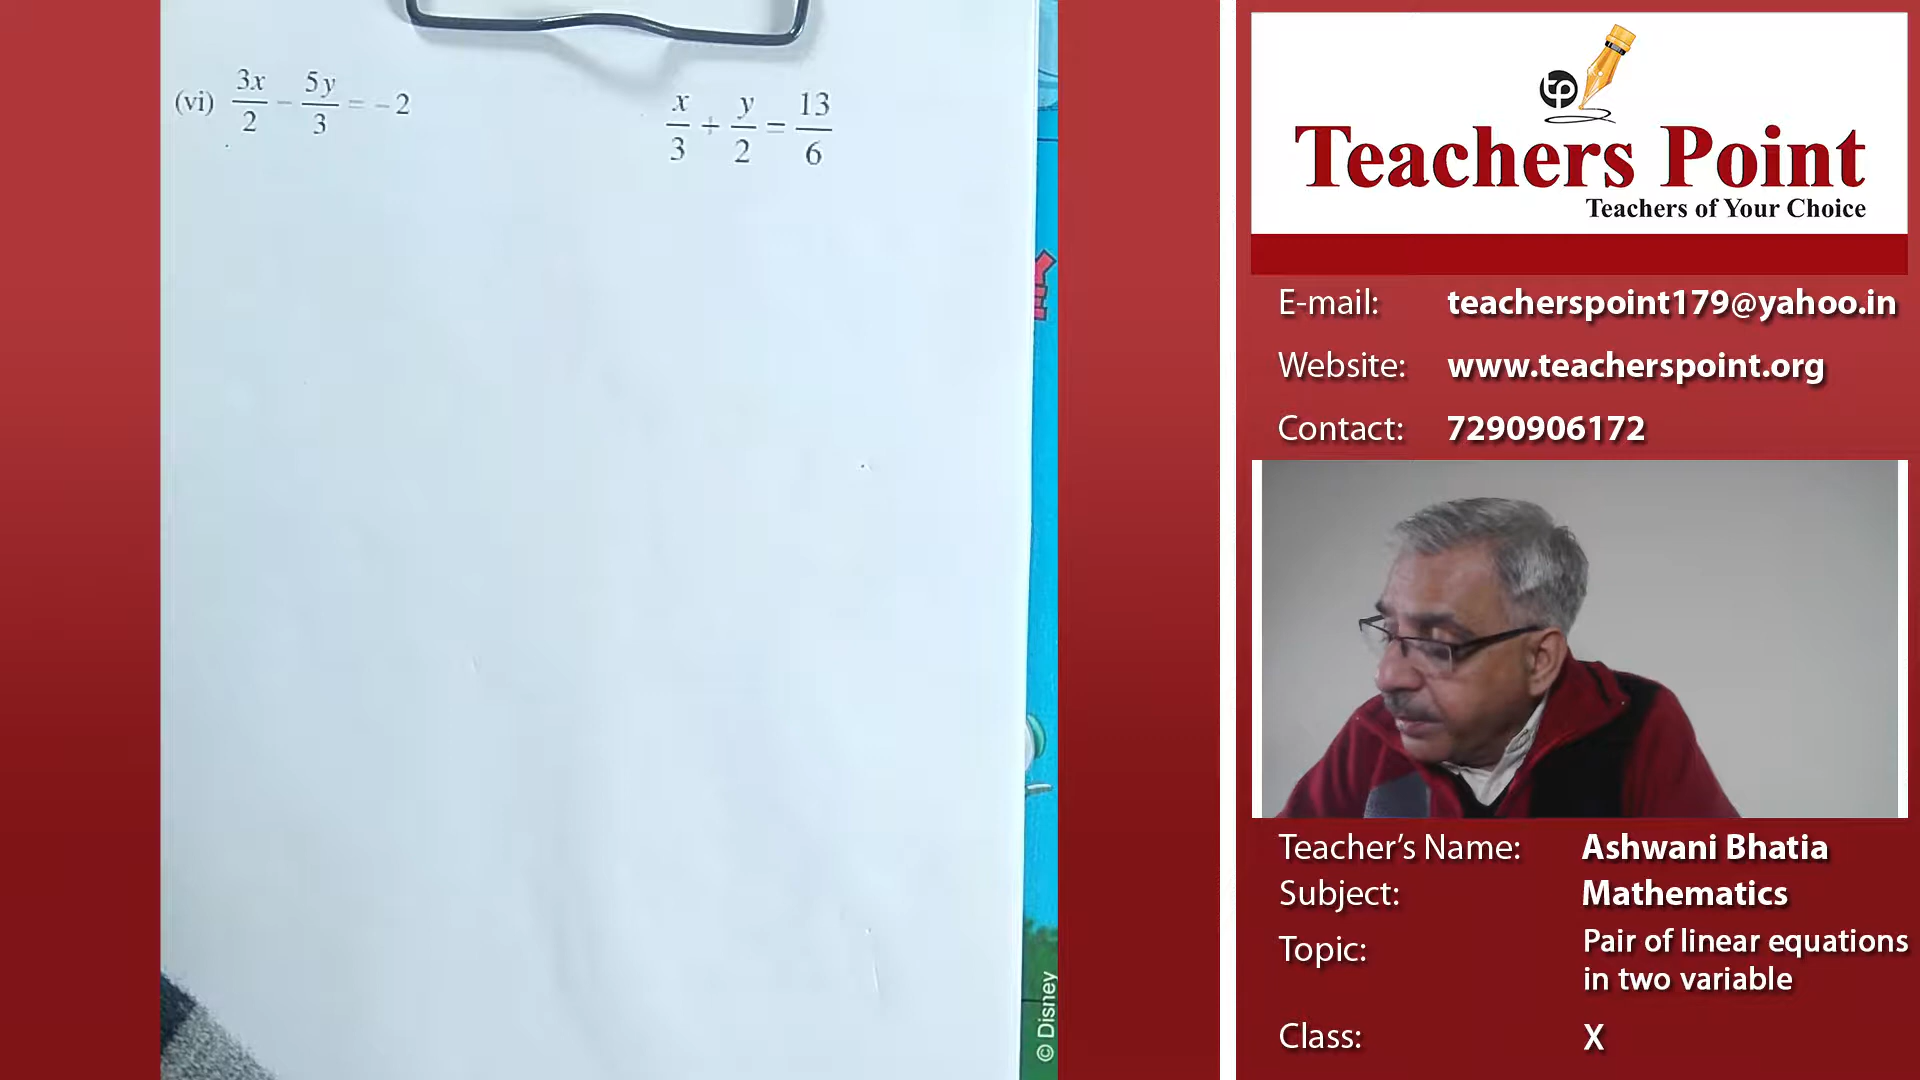 (vi) 3x/2 − 5y/3 = −2
x/3 + y/2 = 13/6
© Disney
tp
Teachers Point
Teachers of Your Choice
E-mail: teacherspoint179@yahoo.in
Website: www.teacherspoint.org
Contact: 7290906172
Teacher’s Name: Ashwani Bhatia
Subject: Mathematics
Topic: Pair of linear equations
in two variable
Class: X